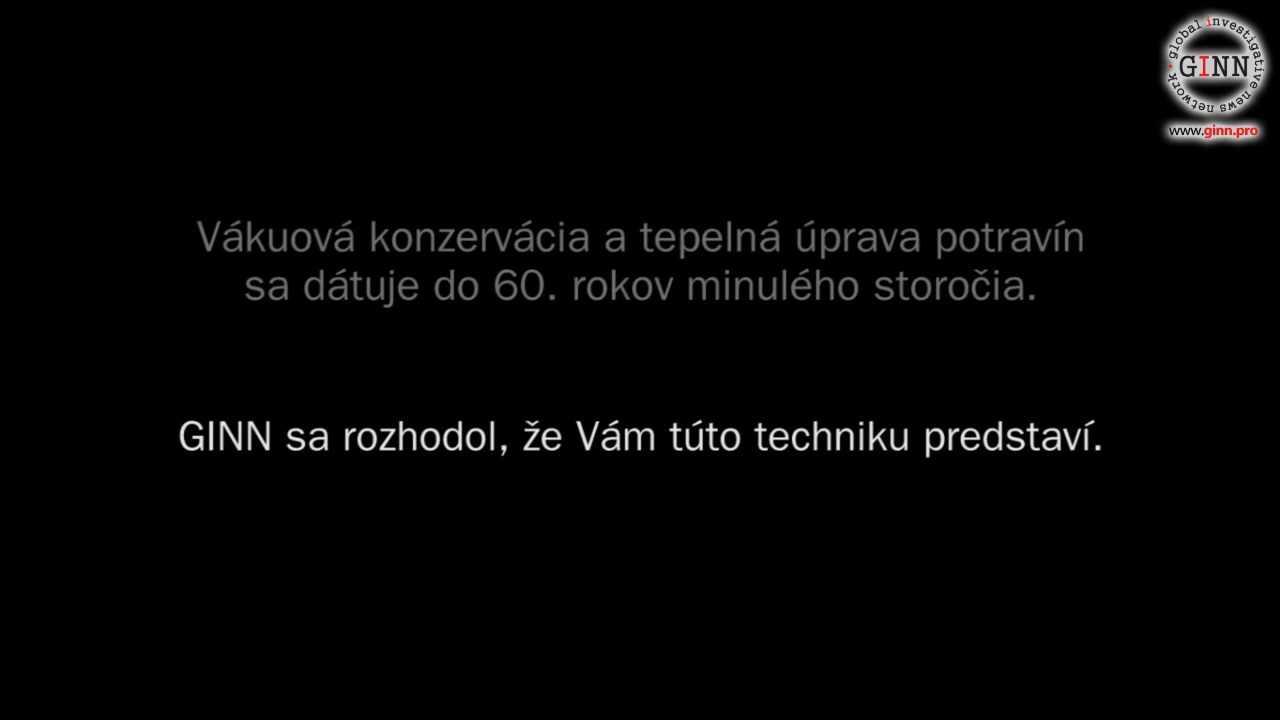 global investigative news network
GINN
www.ginn.pro
Vákuová konzervácia a tepelná úprava potravín
sa dátuje do 60. rokov minulého storočia.
GINN sa rozhodol, že Vám túto techniku predstaví.